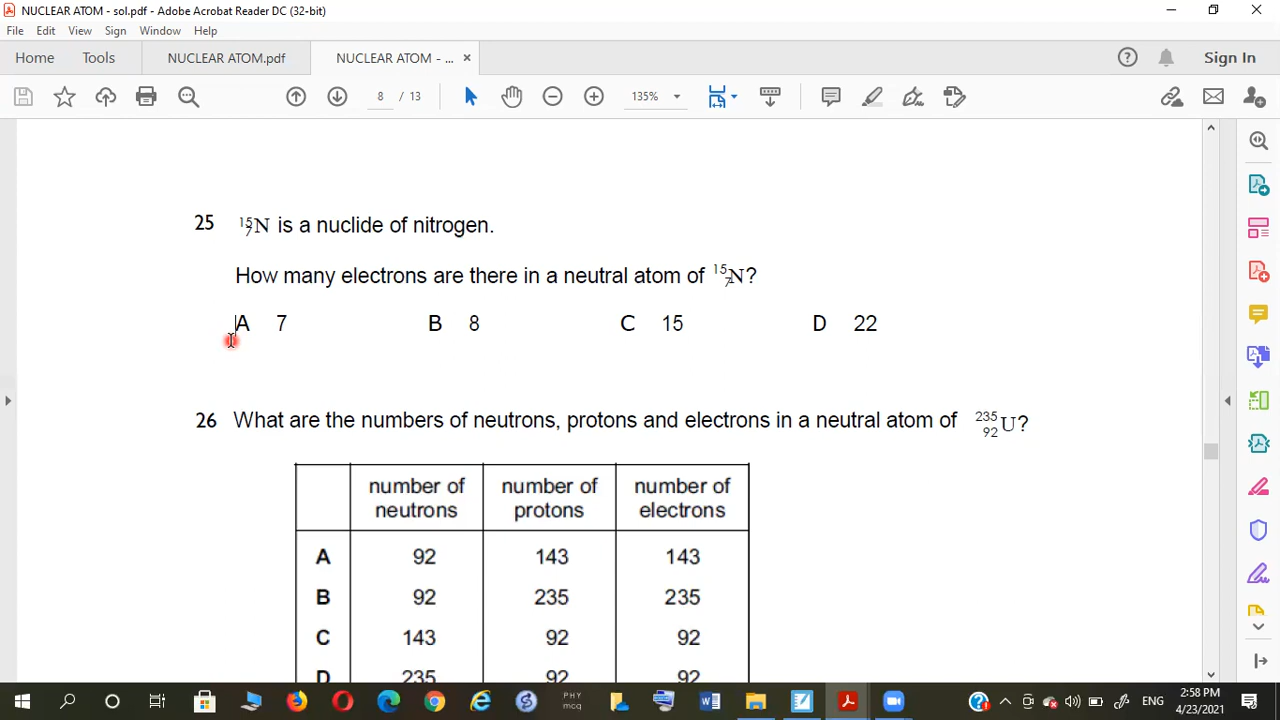 NUCLEAR ATOM - sol.pdf - Adobe Acrobat Reader DC (32-bit)
File Edit View Sign Window Help
Home Tools NUCLEAR ATOM.pdf NUCLEAR ATOM - ... × Sign In
8 / 13 135%
25 ¹⁵₇N is a nuclide of nitrogen.
How many electrons are there in a neutral atom of ¹⁵₇N?
A 7 B 8 C 15 D 22
26 What are the numbers of neutrons, protons and electrons in a neutral atom of ²³⁵₉₂U?
number of neutrons number of protons number of electrons
A 92 143 143
B 92 235 235
C 143 92 92
D 235 92 92
PHY mcq ENG 2:58 PM
4/23/2021